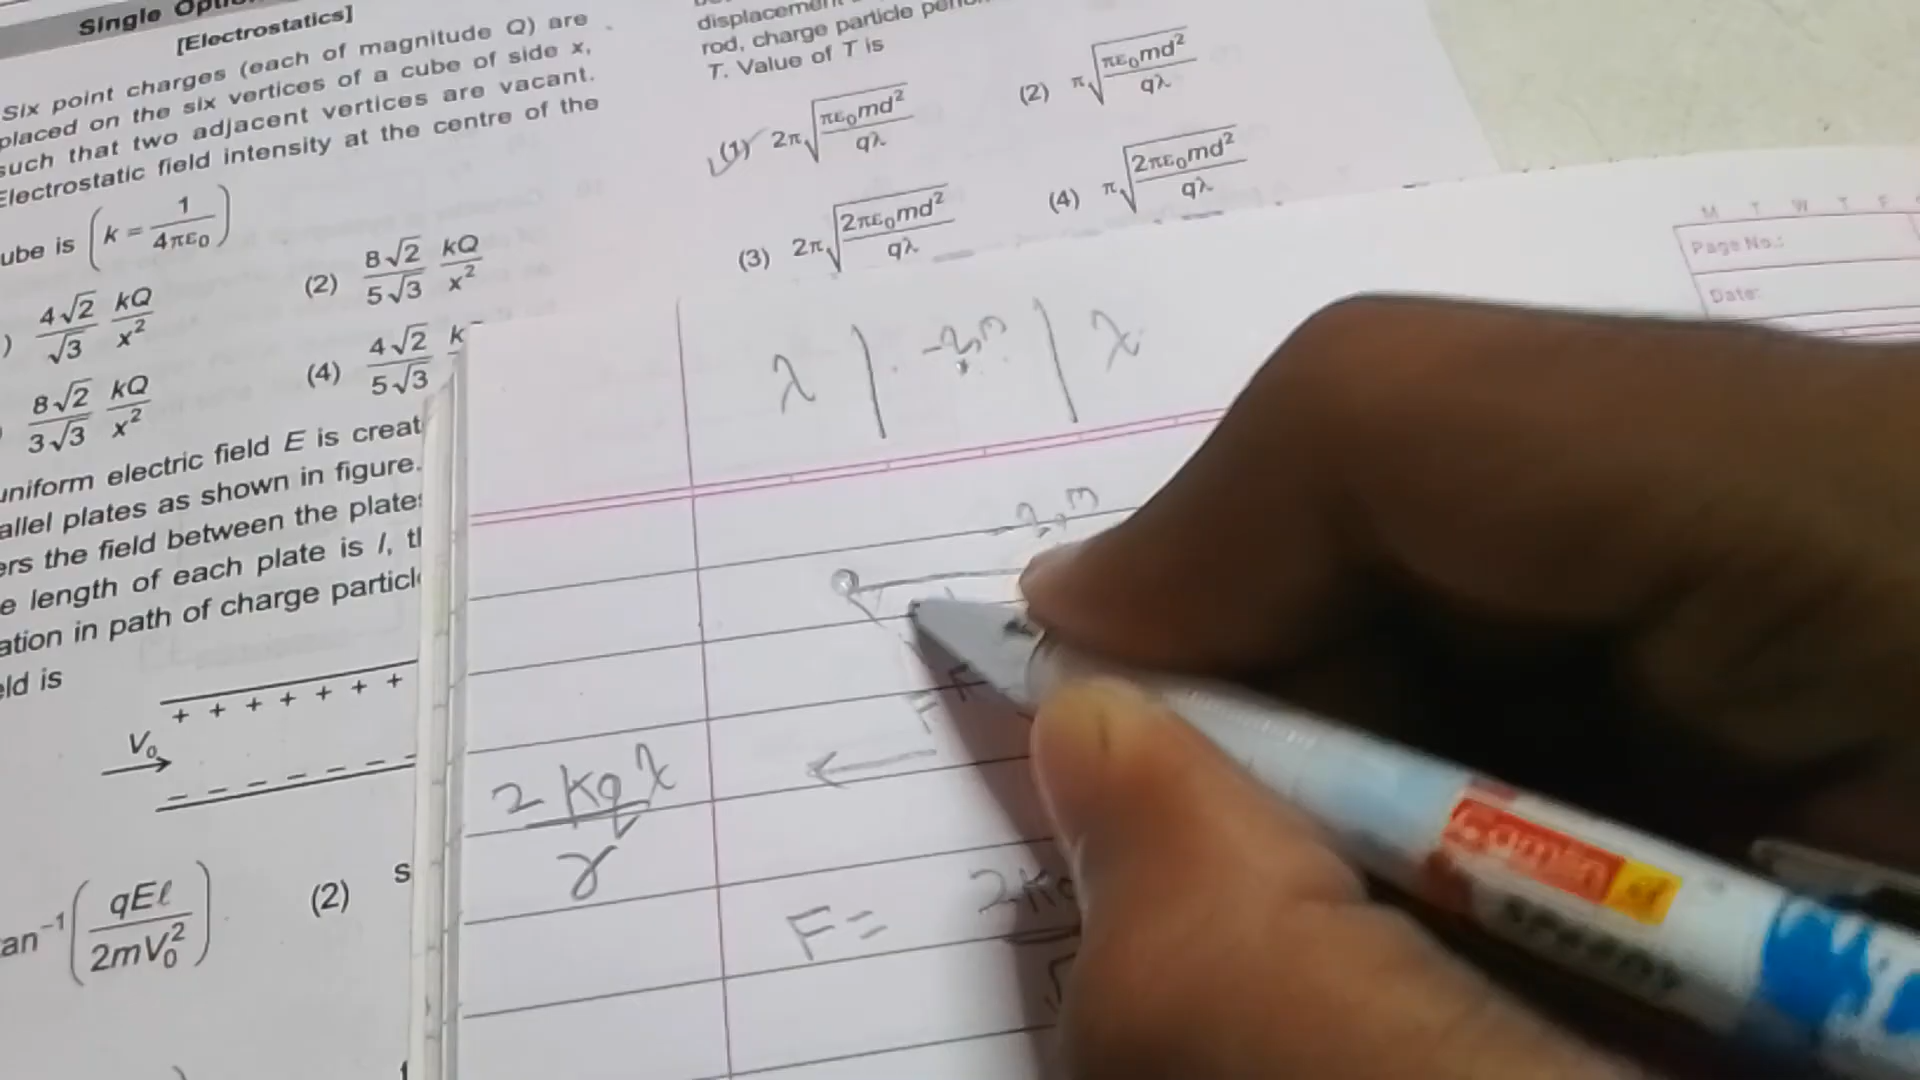 Single
[Electrostatics]
Six point charges (each of magnitude Q) are
placed on the six vertices of a cube of side x,
such that two adjacent vertices are vacant.
Electrostatic field intensity at the centre of the
ube is (k = 1/4πε₀)
) 4√2/√3 kQ/x²
(2) 8√2/5√3 kQ/x²
8√2/3√3 kQ/x²
(4) 4√2/5√3 k
uniform electric field E is creat
allel plates as shown in figure.
ers the field between the plates
e length of each plate is l, t
ation in path of charge particl
eld is
+ + + + + + +
V₀
an⁻¹(qEℓ/2mV₀²)
(2) s
displacement
rod, charge particle
T. Value of T is
(1) 2π√(πε₀md²/qλ)
(2) π√(πε₀md²/qλ)
(3) 2π√(2πε₀md²/qλ)
(4) π√(2πε₀md²/qλ)
M T W T F
Page No.:
Date:
λ | | λ
2Kqλ/r
F
F = 2K
Camlin